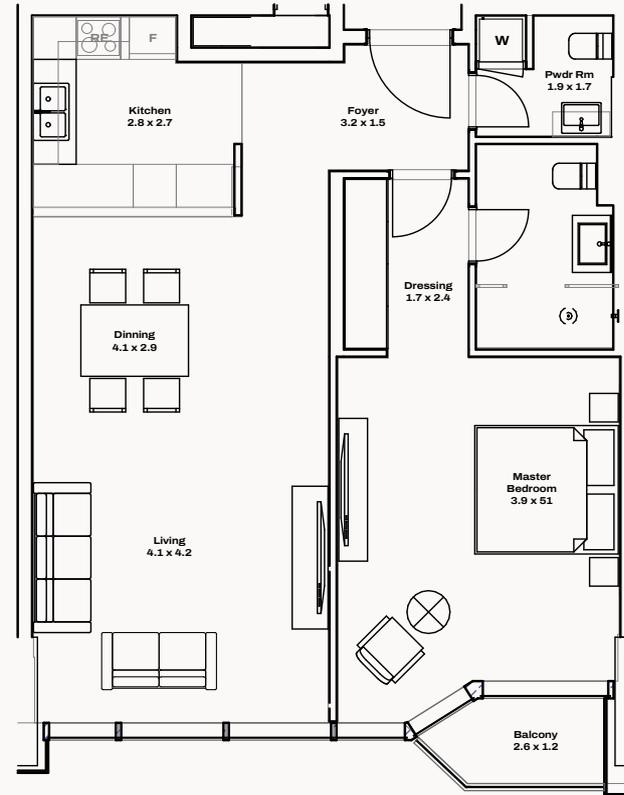 RE
F
W
Pwdr Rm
1.9 x 1.7
Kitchen
2.8 x 2.7
Foyer
3.2 x 1.5
Dressing
1.7 x 2.4
Dinning
4.1 x 2.9
Master
Bedroom
3.9 x 51
Living
4.1 x 4.2
Balcony
2.6 x 1.2